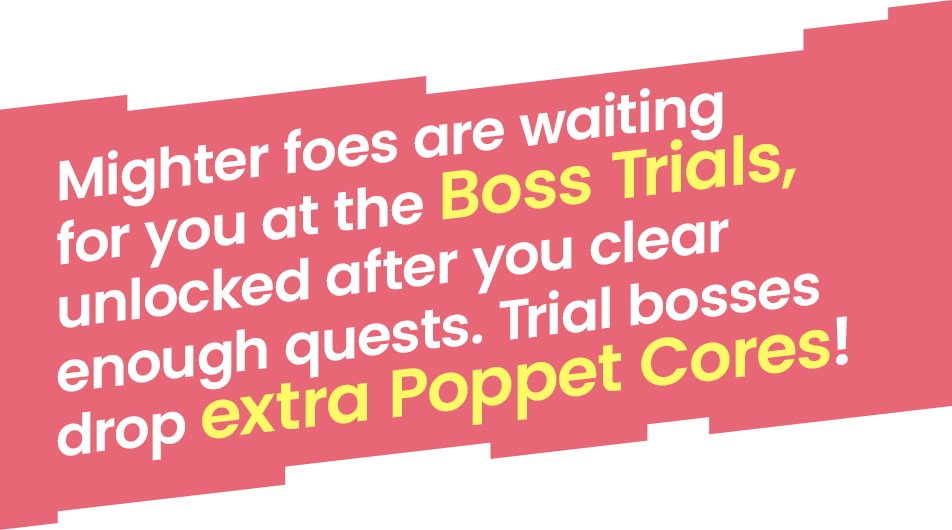 Mighter foes are waiting
for you at the Boss Trials,
unlocked after you clear
enough quests. Trial bosses
drop extra Poppet Cores!